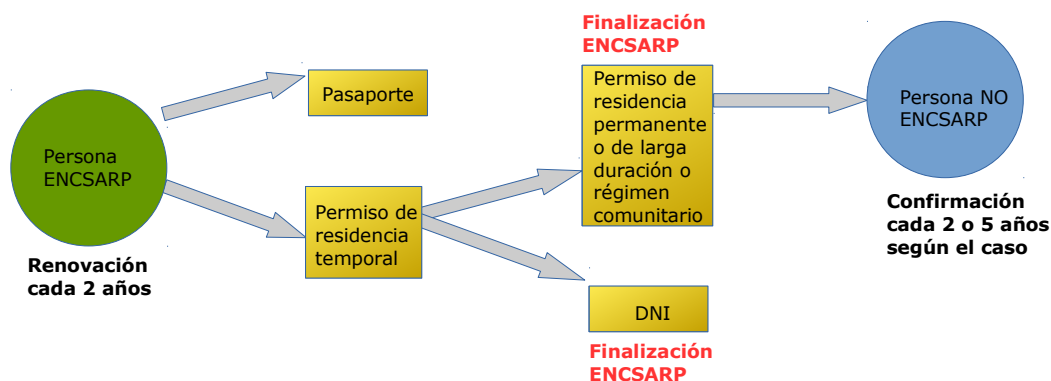 Persona
ENCSARP
Renovación
cada 2 años
Pasaporte
Permiso de
residencia
temporal
Finalización
ENCSARP
Permiso de
residencia
permanente
o de larga
duración o
régimen
comunitario
DNI
Finalización
ENCSARP
Persona NO
ENCSARP
Confirmación
cada 2 o 5 años
según el caso